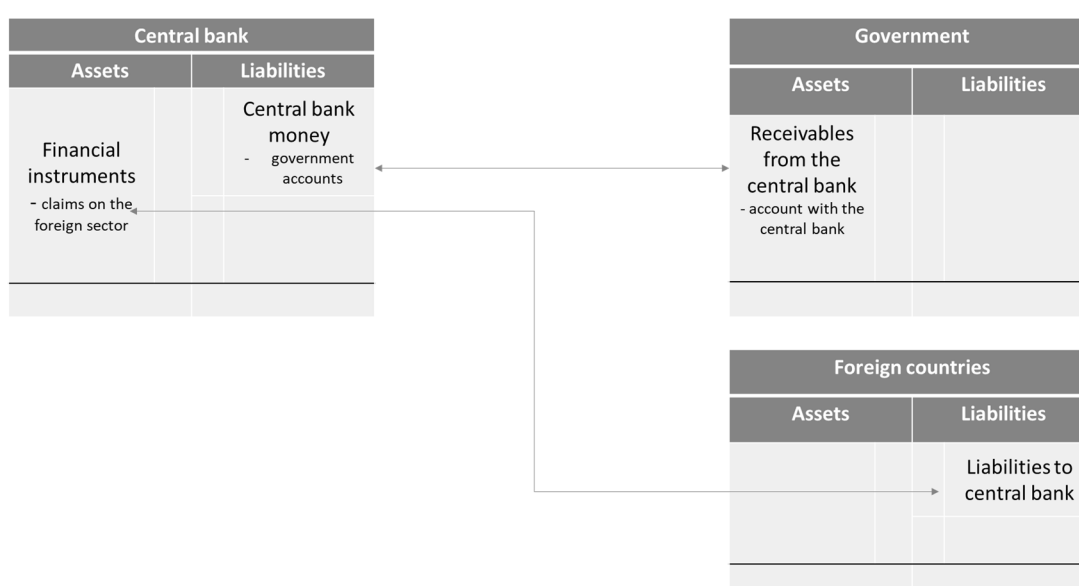 Central bank
Assets
Liabilities
Financial
instruments
- claims on the
foreign sector
Central bank
money
- government
accounts
Government
Assets
Liabilities
Receivables
from the
central bank
- account with the
central bank
Foreign countries
Assets
Liabilities
Liabilities to
central bank